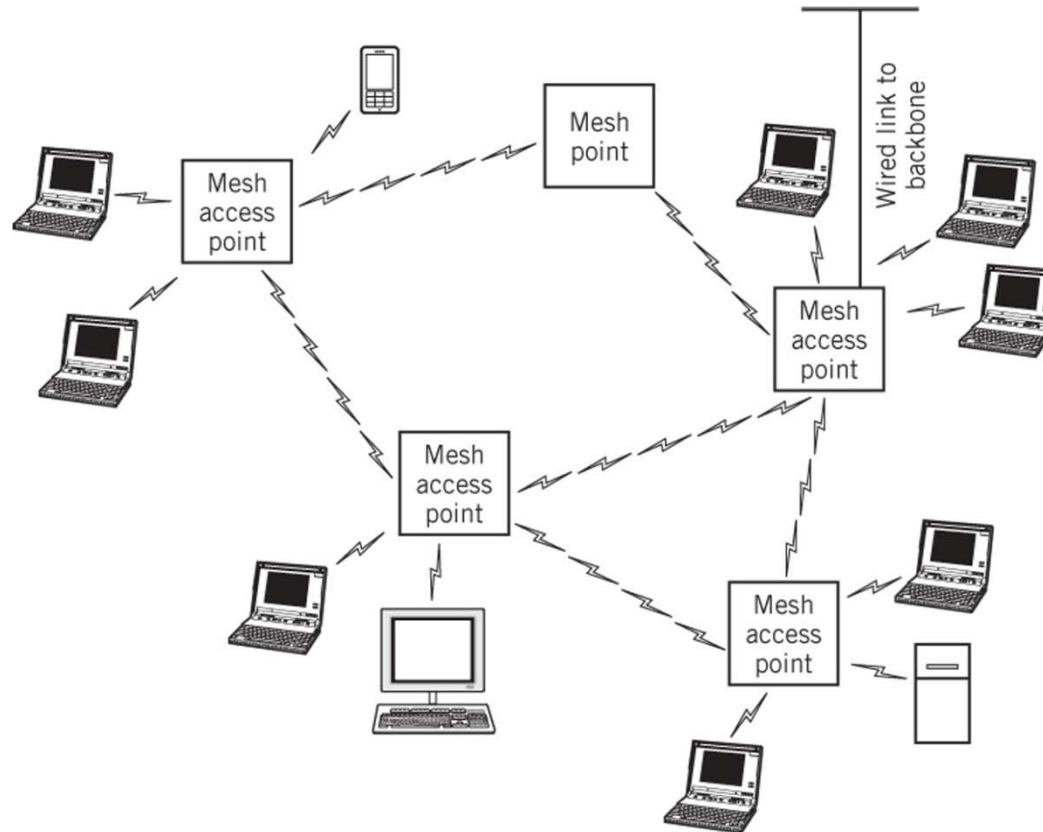 Mesh
point
Wired link to
backbone
Mesh
access
point
Mesh
access
point
Mesh
access
point
Mesh
access
point